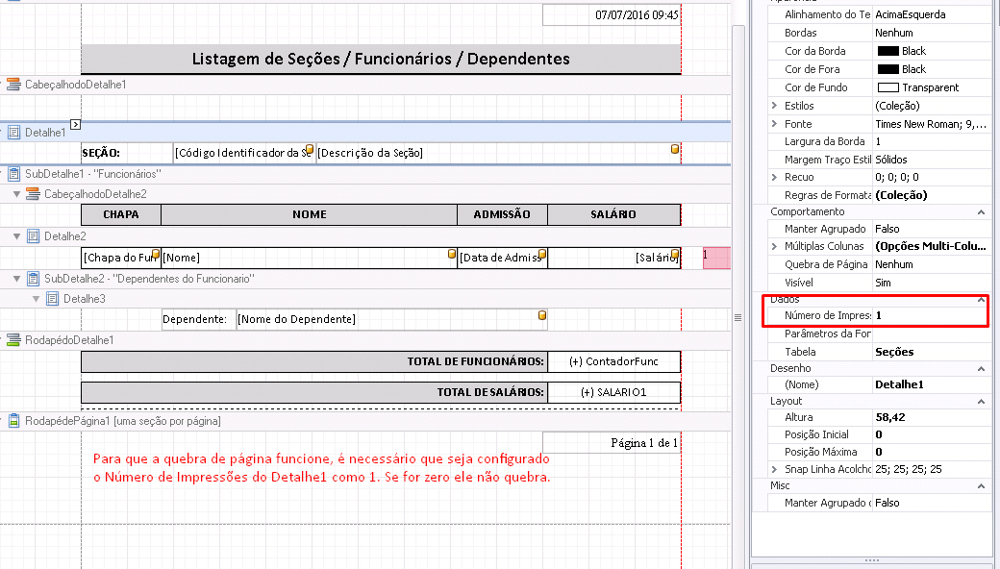 07/07/2016 09:45
Listagem de Seções / Funcionários / Dependentes
CabeçalhodoDetalhe1
Detalhe1
SEÇÃO: [Código Identificador da Se [Descrição da Seção]
SubDetalhe1 - "Funcionários"
CabeçalhodoDetalhe2
CHAPA NOME ADMISSÃO SALÁRIO
Detalhe2
[Chapa do Fun [Nome] [Data de Admiss [Salário] 1
SubDetalhe2 - "Dependentes do Funcionario"
Detalhe3
Dependente: [Nome do Dependente]
RodapédoDetalhe1
TOTAL DE FUNCIONÁRIOS: (+) ContadorFunc
TOTAL DE SALÁRIOS: (+) SALARIO1
RodapédePágina1 [uma seção por página]
Página 1 de 1
Para que a quebra de página funcione, é necessário que seja configurado
o Número de Impressões do Detalhe1 como 1. Se for zero ele não quebra.
Alinhamento do Te AcimaEsquerda
Bordas Nenhum
Cor da Borda Black
Cor de Fora Black
Cor de Fundo Transparent
Estilos (Coleção)
Fonte Times New Roman; 9,...
Largura da Borda 1
Margem Traço Estil Sólidos
Recuo 0; 0; 0; 0
Regras de Formata (Coleção)
Comportamento
Manter Agrupado Falso
Múltiplas Colunas (Opções Multi-Colu...
Quebra de Página Nenhum
Visível Sim
Dados
Número de Impres 1
Parâmetros da Fon
Tabela Seções
Desenho
(Nome) Detalhe1
Layout
Altura 58,42
Posição Inicial 0
Posição Máxima 0
Snap Linha Acolcho 25; 25; 25; 25
Misc
Manter Agrupado c Falso